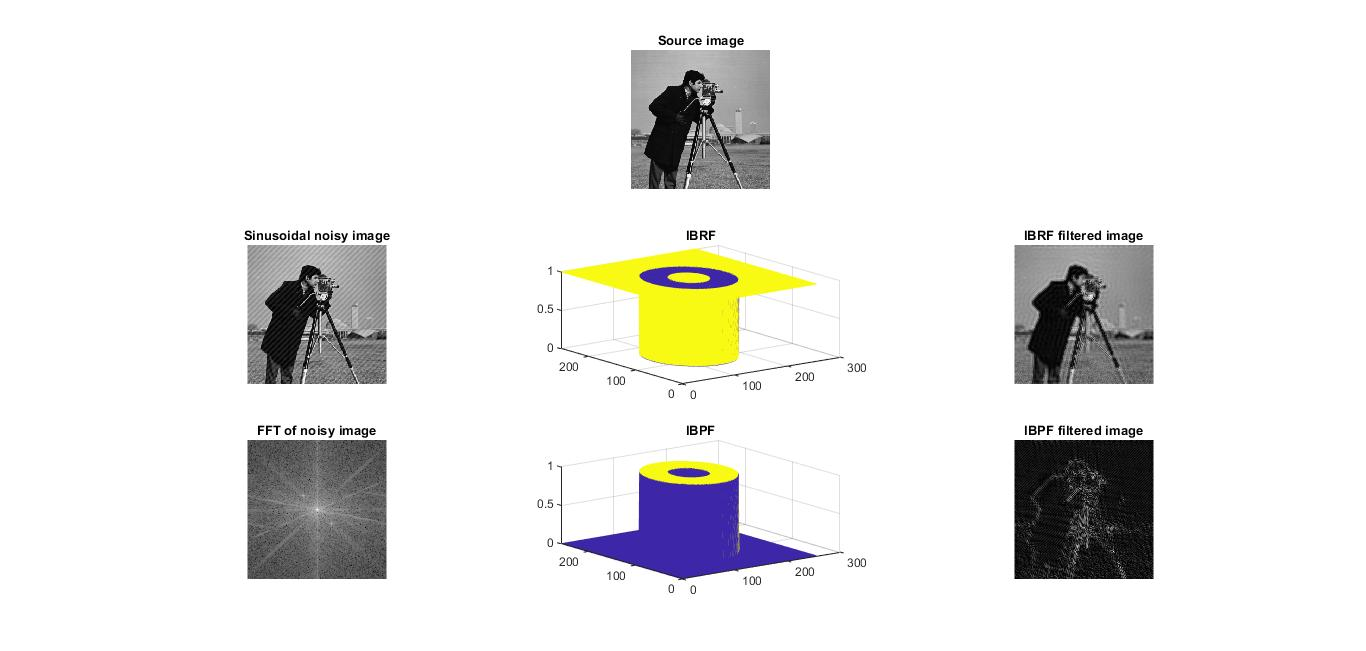 Source image
Sinusoidal noisy image
IBRF
IBRF filtered image
1
0.5
0
200
100
0
0
100
200
300
FFT of noisy image
IBPF
IBPF filtered image
1
0.5
0
200
100
0
0
100
200
300